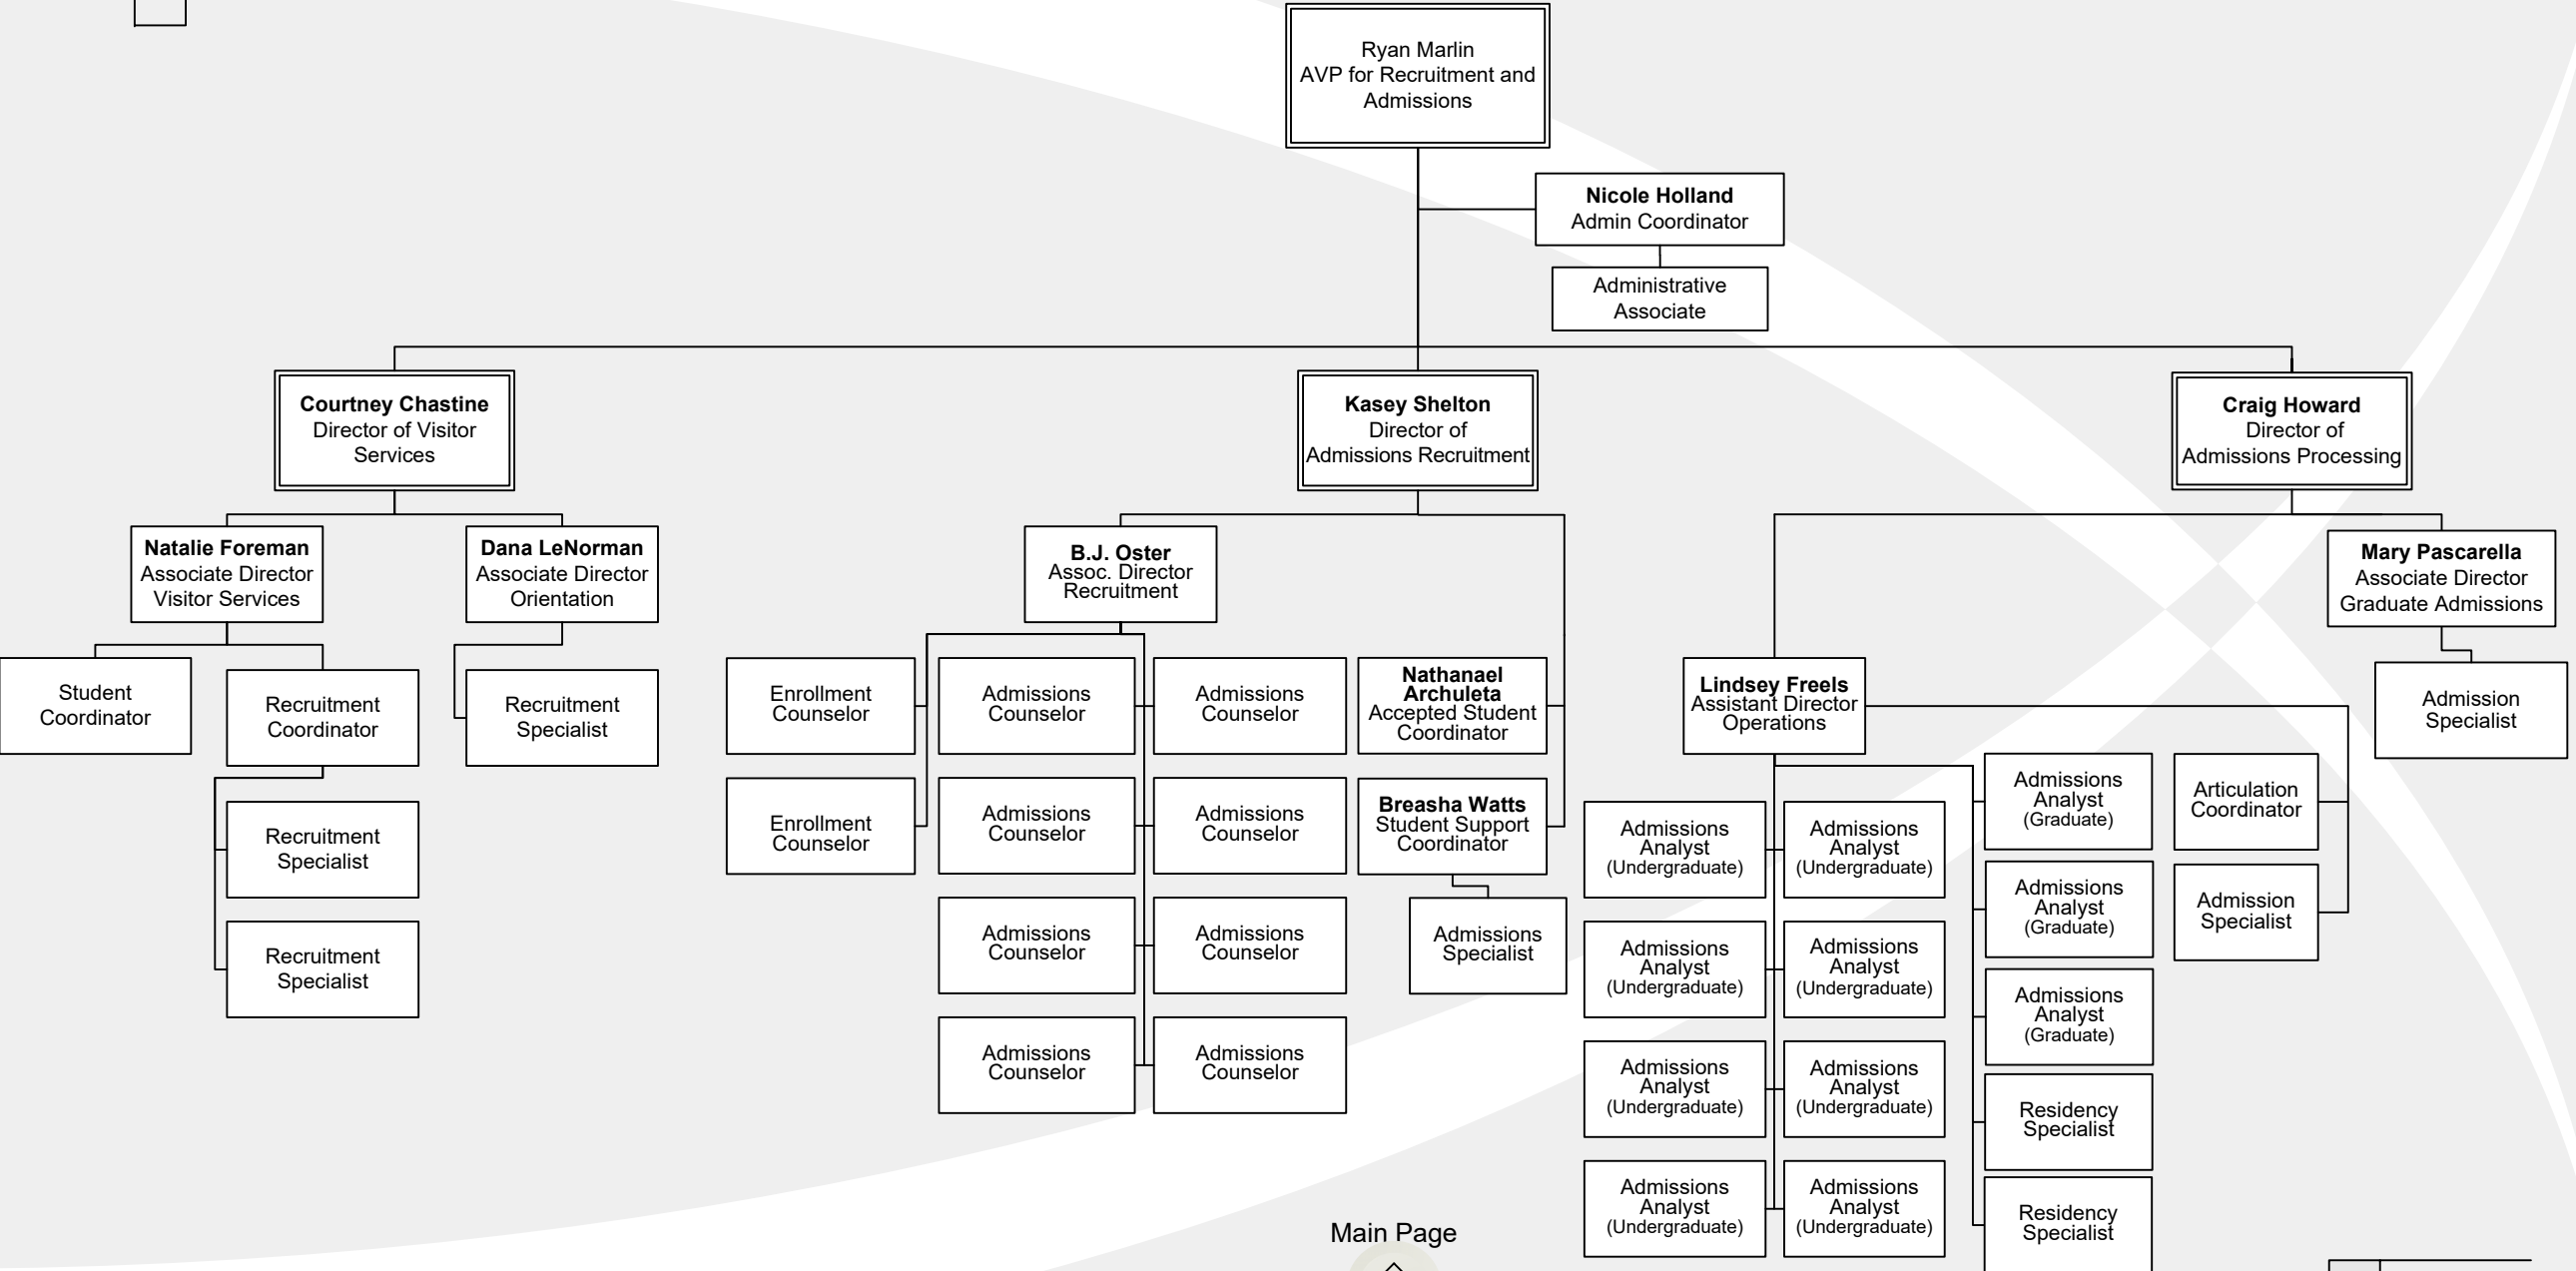 Ryan Marlin
AVP for Recruitment and
Admissions
Nicole Holland
Admin Coordinator
Administrative
Associate
Courtney Chastine
Director of Visitor
Services
Kasey Shelton
Director of
Admissions Recruitment
Craig Howard
Director of
Admissions Processing
Natalie Foreman
Associate Director
Visitor Services
Dana LeNorman
Associate Director
Orientation
B.J. Oster
Assoc. Director
Recruitment
Mary Pascarella
Associate Director
Graduate Admissions
Student
Coordinator
Recruitment
Coordinator
Recruitment
Specialist
Recruitment
Specialist
Recruitment
Specialist
Enrollment
Counselor
Enrollment
Counselor
Admissions
Counselor
Admissions
Counselor
Admissions
Counselor
Admissions
Counselor
Admissions
Counselor
Admissions
Counselor
Admissions
Counselor
Admissions
Counselor
Nathanael
Archuleta
Accepted Student
Coordinator
Breasha Watts
Student Support
Coordinator
Admissions
Specialist
Lindsey Freels
Assistant Director
Operations
Admission
Specialist
Admissions
Analyst
(Undergraduate)
Admissions
Analyst
(Undergraduate)
Admissions
Analyst
(Undergraduate)
Admissions
Analyst
(Undergraduate)
Admissions
Analyst
(Undergraduate)
Admissions
Analyst
(Undergraduate)
Admissions
Analyst
(Undergraduate)
Admissions
Analyst
(Undergraduate)
Admissions
Analyst
(Graduate)
Admissions
Analyst
(Graduate)
Admissions
Analyst
(Graduate)
Residency
Specialist
Residency
Specialist
Articulation
Coordinator
Admission
Specialist
Main Page